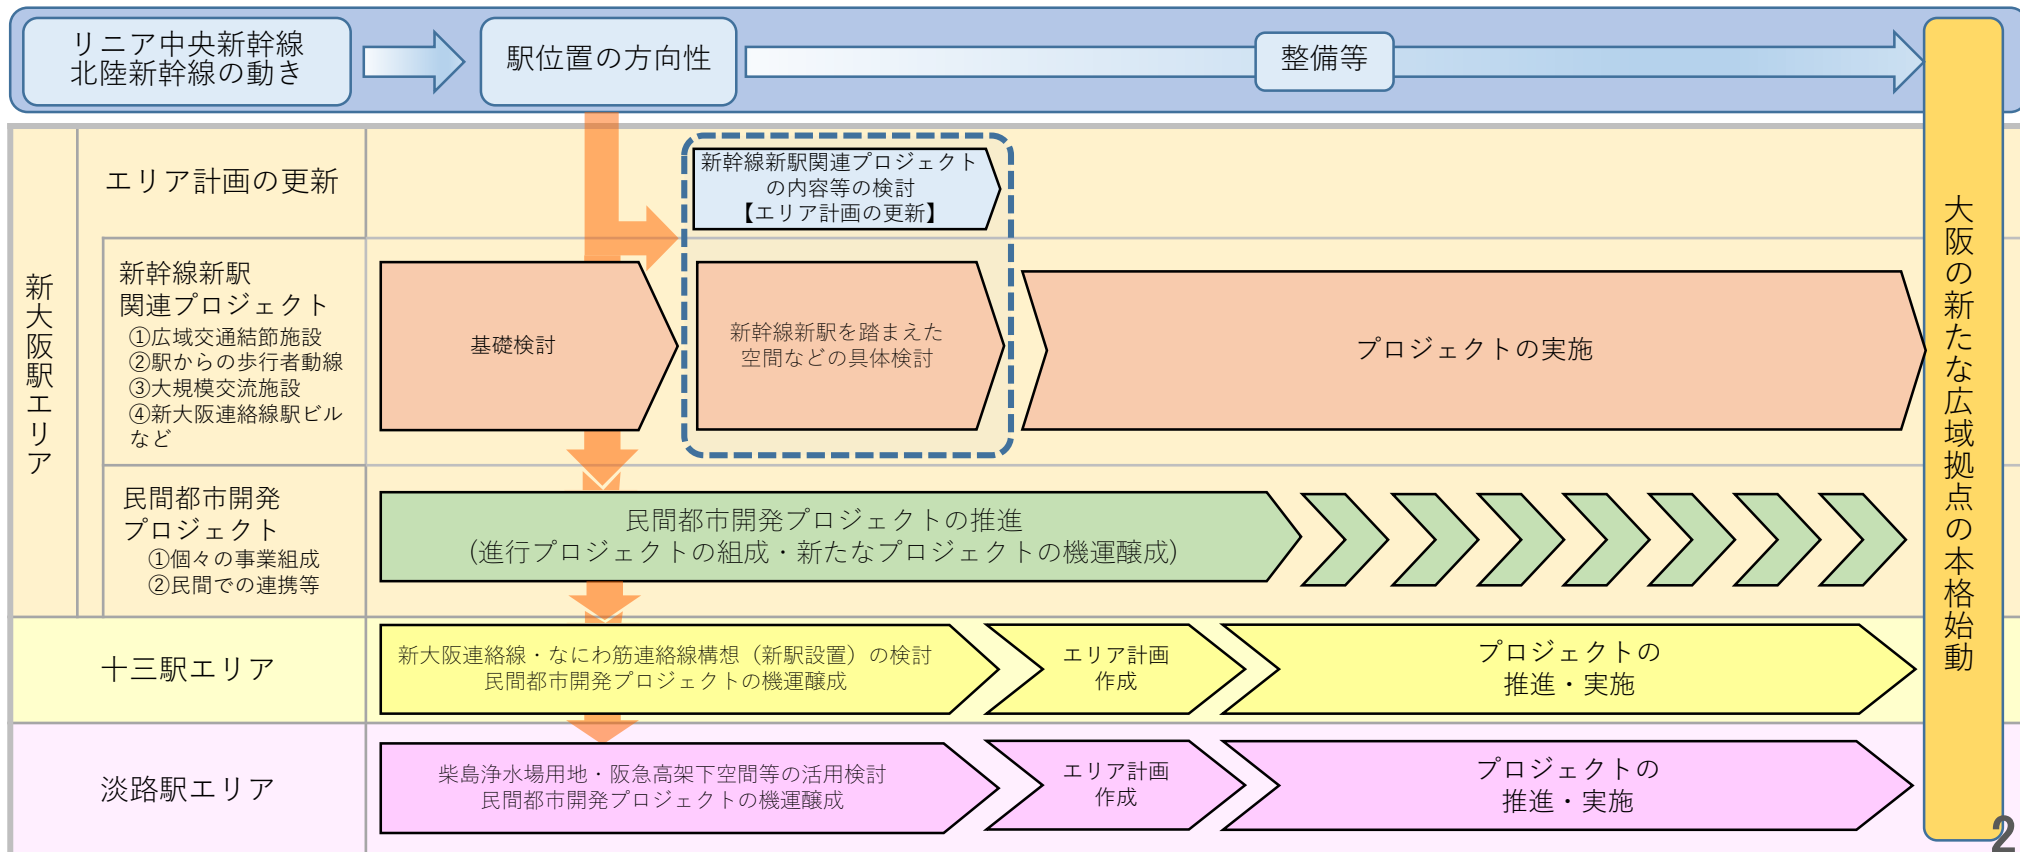 リニア中央新幹線
北陸新幹線の動き
駅位置の方向性
整備等
大阪の新たな広域拠点の本格始動
新大阪駅エリア
エリア計画の更新
新幹線新駅関連プロジェクト
の内容等の検討
【エリア計画の更新】
新幹線新駅
関連プロジェクト
①広域交通結節施設
②駅からの歩行者動線
③大規模交流施設
④新大阪連絡線駅ビル
など
基礎検討
新幹線新駅を踏まえた
空間などの具体検討
プロジェクトの実施
民間都市開発
プロジェクト
①個々の事業組成
②民間での連携等
民間都市開発プロジェクトの推進
(進行プロジェクトの組成・新たなプロジェクトの機運醸成)
十三駅エリア
新大阪連絡線・なにわ筋連絡線構想（新駅設置）の検討
民間都市開発プロジェクトの機運醸成
エリア計画
作成
プロジェクトの
推進・実施
淡路駅エリア
柴島浄水場用地・阪急高架下空間等の活用検討
民間都市開発プロジェクトの機運醸成
エリア計画
作成
プロジェクトの
推進・実施
2